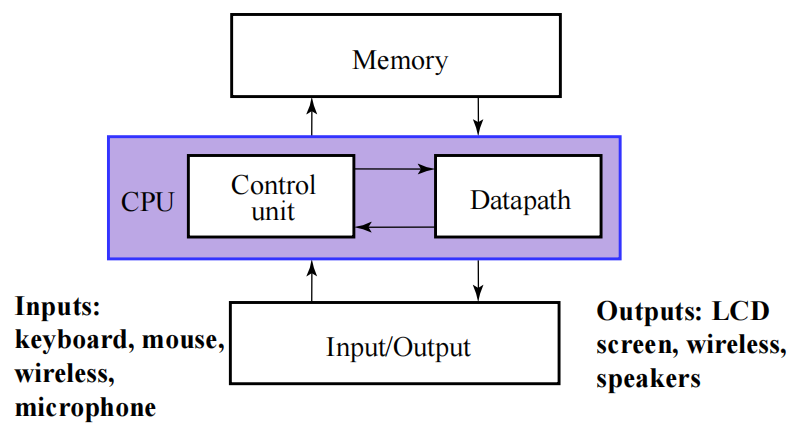 Memory
CPU
Control
unit
Datapath
Inputs:
keyboard, mouse,
wireless,
microphone
Input/Output
Outputs: LCD
screen, wireless,
speakers